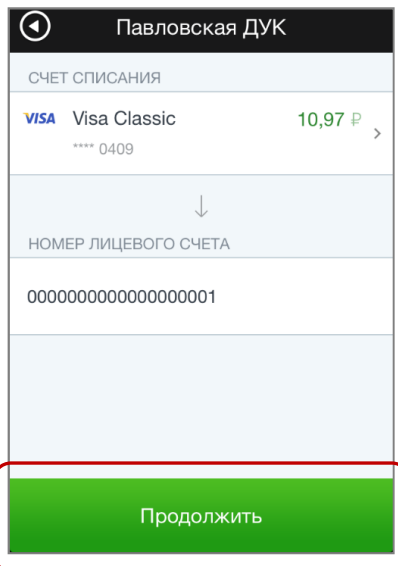 Павловская ДУК
СЧЕТ СПИСАНИЯ
VISA Visa Classic 10,97 ₽
**** 0409
НОМЕР ЛИЦЕВОГО СЧЕТА
0000000000000000001
Продолжить